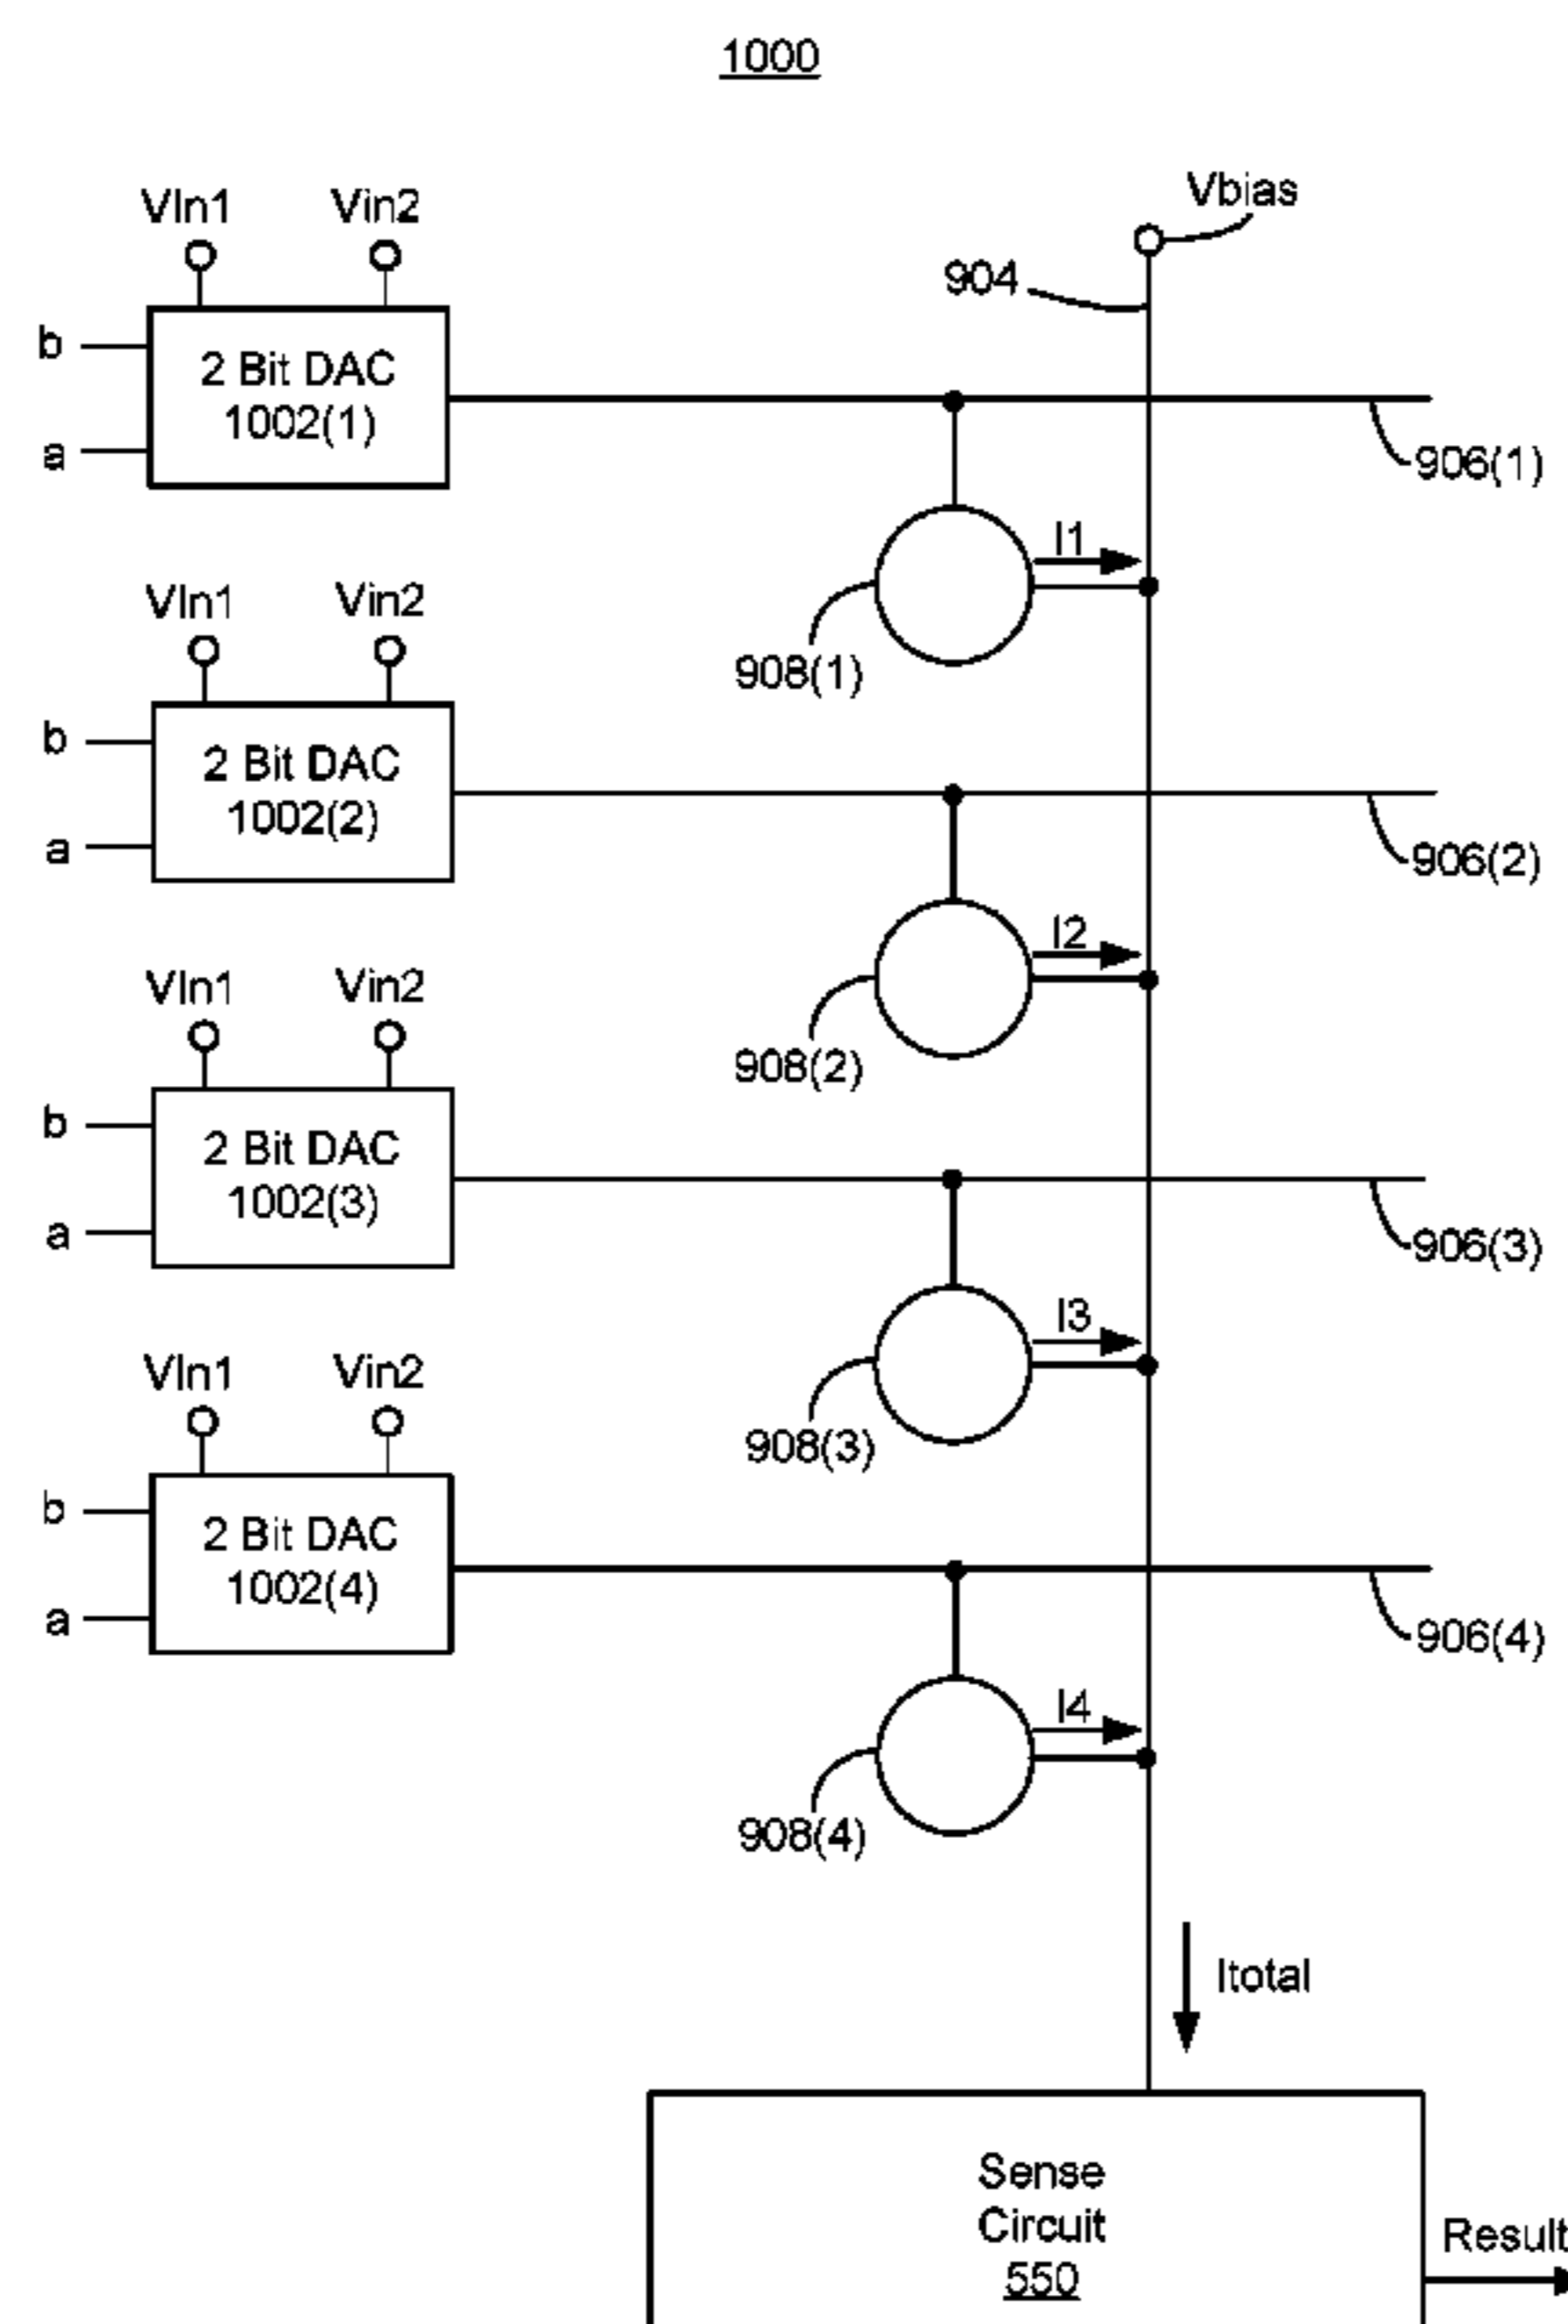 1000
Vbias
VIn1 Vin2
904
b
2 Bit DAC
1002(1)
a
906(1)
I1
908(1)
VIn1 Vin2
b
2 Bit DAC
1002(2)
a
906(2)
I2
908(2)
VIn1 Vin2
b
2 Bit DAC
1002(3)
a
906(3)
I3
908(3)
VIn1 Vin2
b
2 Bit DAC
1002(4)
a
906(4)
I4
908(4)
Itotal
Sense
Circuit
550
Result